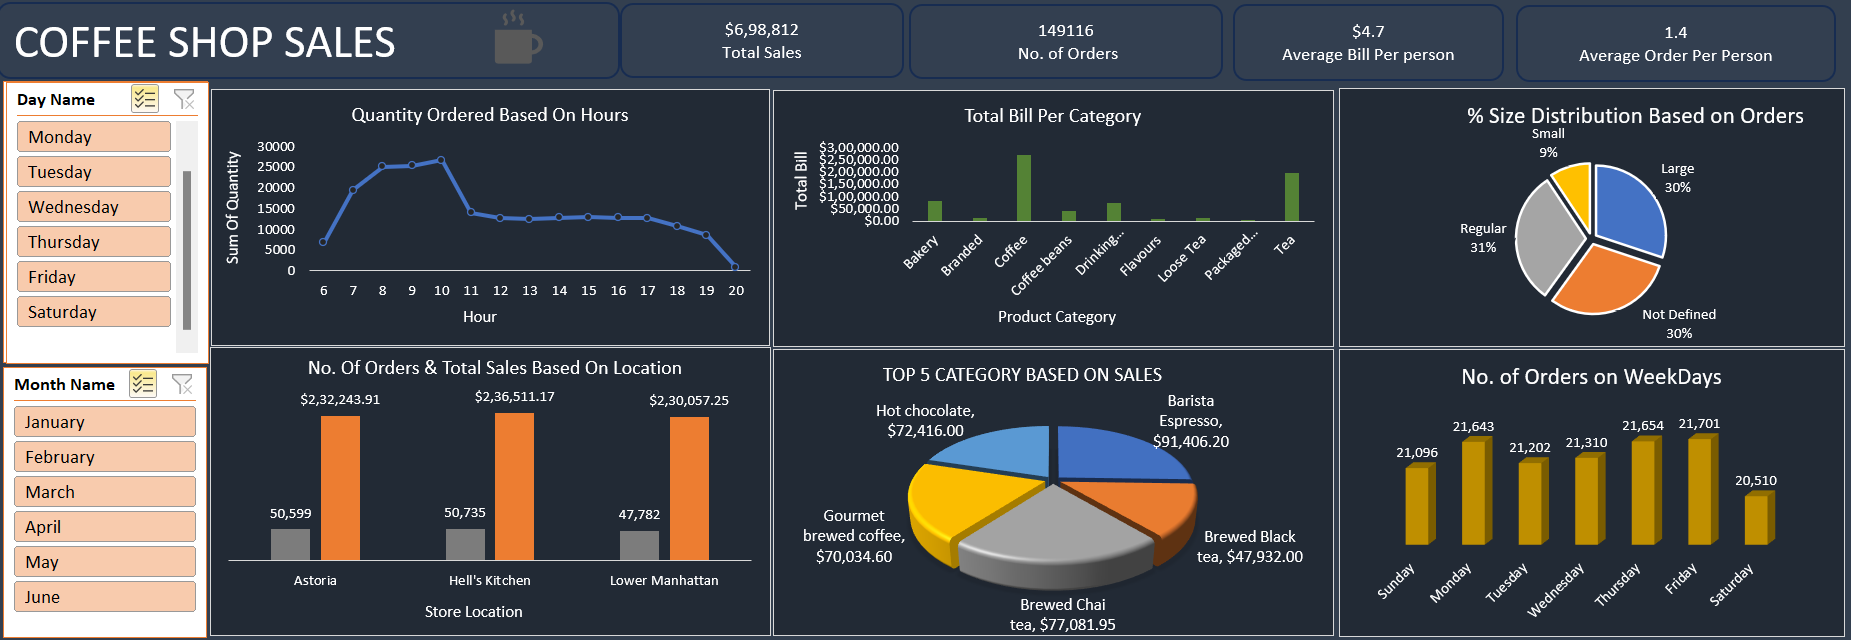 COFFEE SHOP SALES
$6,98,812
Total Sales
149116
No. of Orders
$4.7
Average Bill Per person
1.4
Average Order Per Person
Day Name
Monday
Tuesday
Wednesday
Thursday
Friday
Saturday
Month Name
January
February
March
April
May
June
Quantity Ordered Based On Hours
Sum Of Quantity
30000
25000
20000
15000
10000
5000
0
6 7 8 9 10 11 12 13 14 15 16 17 18 19 20
Hour
Total Bill Per Category
Total Bill
$3,00,000.00
$2,50,000.00
$2,00,000.00
$1,50,000.00
$1,00,000.00
$50,000.00
$0.00
Bakery
Branded
Coffee
Coffee beans
Drinking...
Flavours
Loose Tea
Packaged...
Tea
Product Category
% Size Distribution Based on Orders
Small
9%
Large
30%
Regular
31%
Not Defined
30%
No. Of Orders & Total Sales Based On Location
$2,32,243.91
$2,36,511.17
$2,30,057.25
50,599
50,735
47,782
Astoria
Hell's Kitchen
Lower Manhattan
Store Location
TOP 5 CATEGORY BASED ON SALES
Hot chocolate,
$72,416.00
Barista
Espresso,
$91,406.20
Gourmet
brewed coffee,
$70,034.60
Brewed Black
tea, $47,932.00
Brewed Chai
tea, $77,081.95
No. of Orders on WeekDays
21,096
21,643
21,202
21,310
21,654
21,701
20,510
Sunday
Monday
Tuesday
Wednesday
Thursday
Friday
Saturday